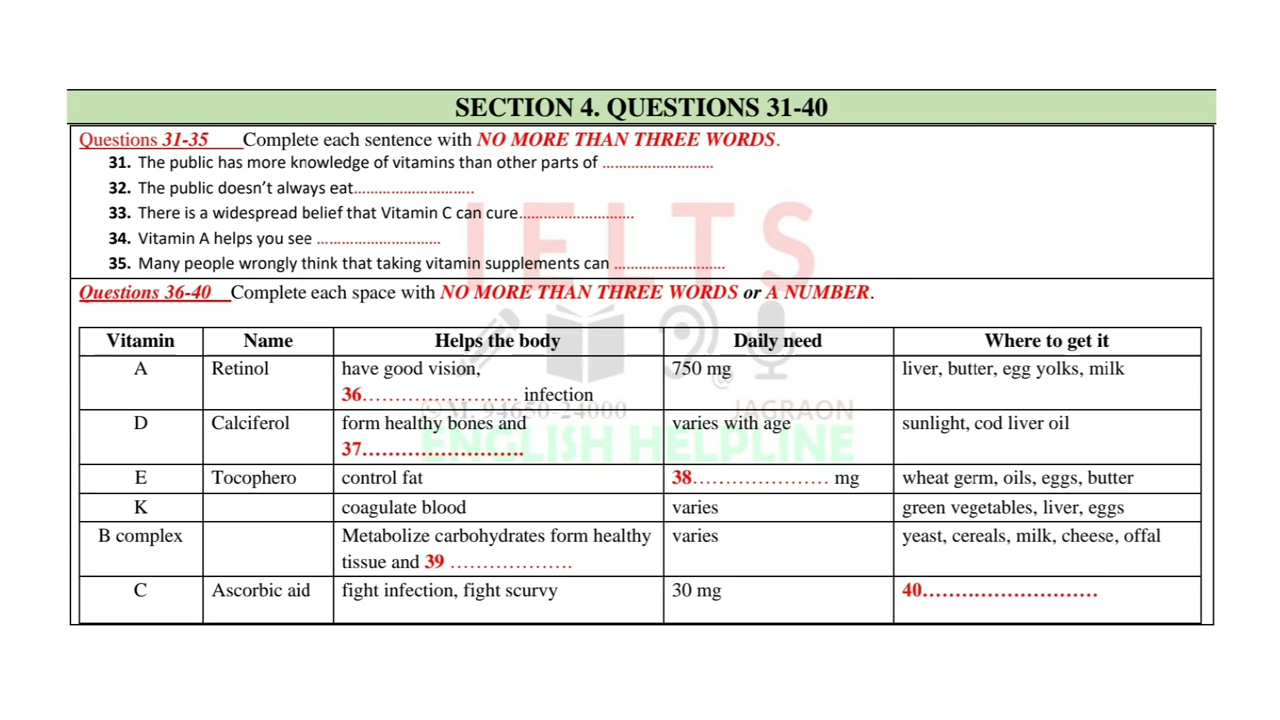 SECTION 4. QUESTIONS 31-40
Questions 31-35 Complete each sentence with NO MORE THAN THREE WORDS.
31. The public has more knowledge of vitamins than other parts of ………………………
32. The public doesn't always eat………………………..
33. There is a widespread belief that Vitamin C can cure………………………
34. Vitamin A helps you see …………………………
35. Many people wrongly think that taking vitamin supplements can ………………………
IELTS
Questions 36-40 Complete each space with NO MORE THAN THREE WORDS or A NUMBER.
Vitamin Name Helps the body Daily need Where to get it
A Retinol have good vision, 750 mg liver, butter, egg yolks, milk
36…………………… infection
M. 94650-24000 @JAGRAON
D Calciferol form healthy bones and varies with age sunlight, cod liver oil
37…………………….
ENGLISH HELPLINE
E Tocophero control fat 38………………… mg wheat germ, oils, eggs, butter
K coagulate blood varies green vegetables, liver, eggs
B complex Metabolize carbohydrates form healthy varies yeast, cereals, milk, cheese, offal
tissue and 39 ……………….
C Ascorbic aid fight infection, fight scurvy 30 mg 40………………………